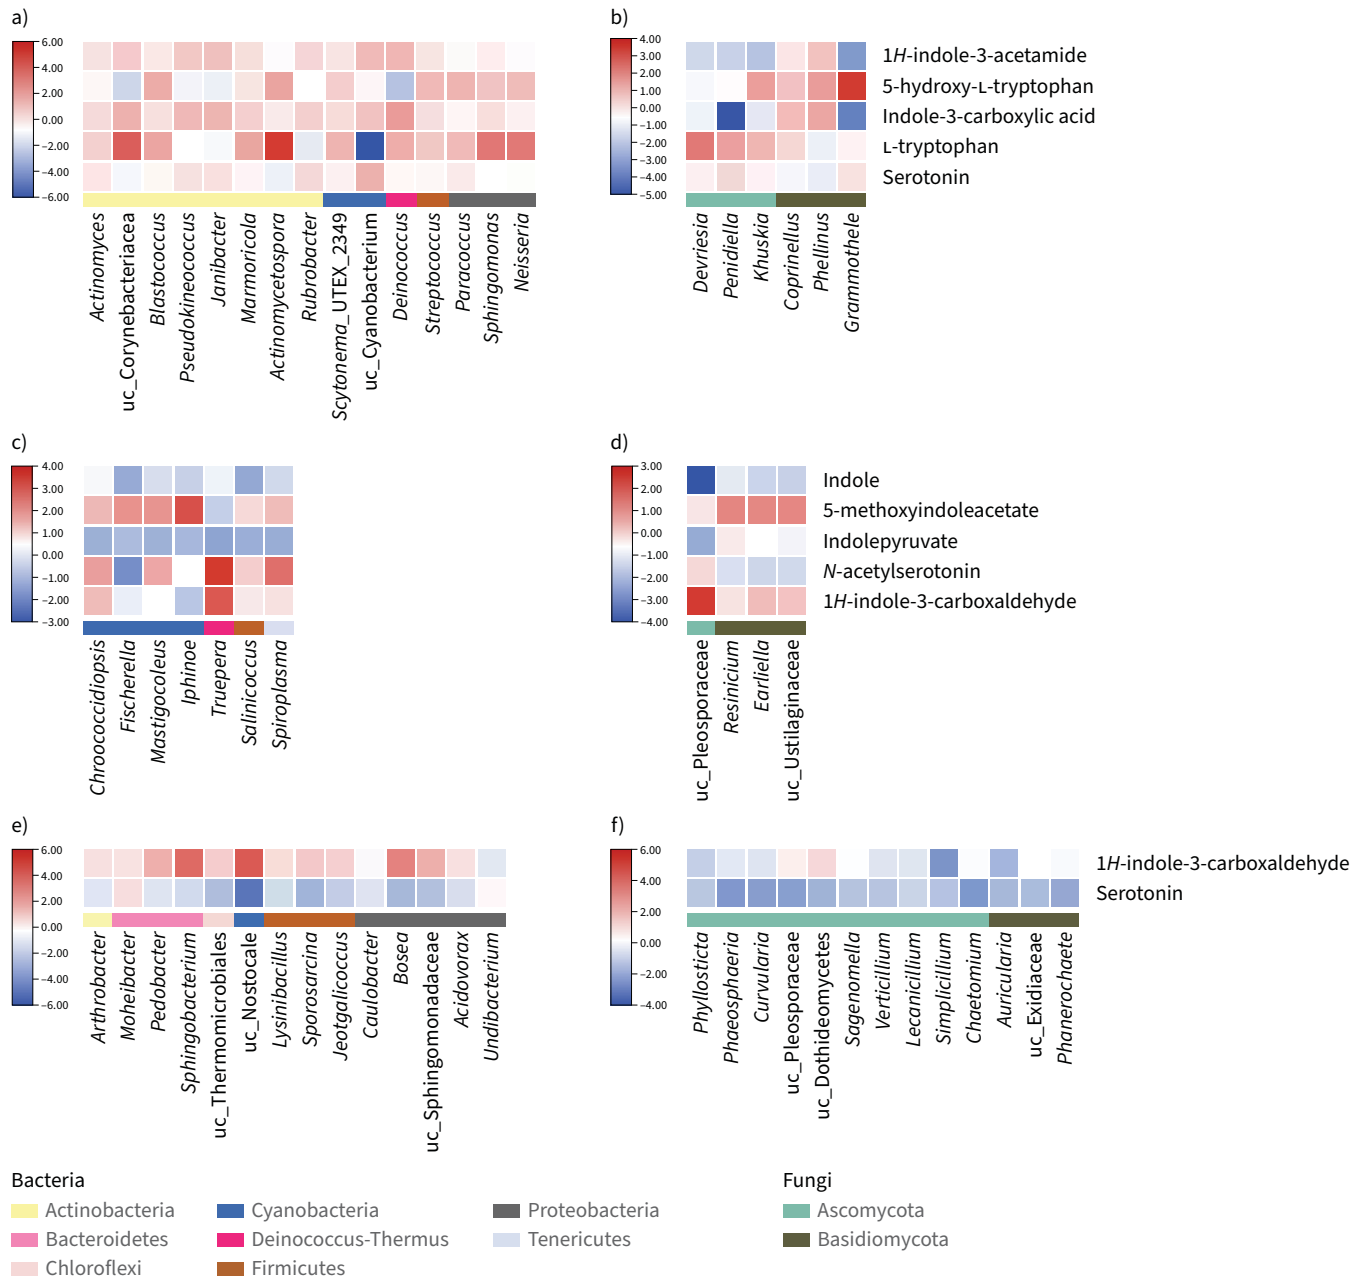 a)
6.00
4.00
2.00
0.00
−2.00
−4.00
−6.00
Actinomyces
uc_Corynebacteriacea
Blastococcus
Pseudokineococcus
Janibacter
Marmoricola
Actinomycetospora
Rubrobacter
Scytonema_UTEX_2349
uc_Cyanobacterium
Deinococcus
Streptococcus
Paracoccus
Sphingomonas
Neisseria
b)
4.00
3.00
2.00
1.00
0.00
−1.00
−2.00
−3.00
−4.00
−5.00
1H-indole-3-acetamide
5-hydroxy-ʟ-tryptophan
Indole-3-carboxylic acid
ʟ-tryptophan
Serotonin
Devriesia
Penidiella
Khuskia
Coprinellus
Phellinus
Grammothele
c)
4.00
3.00
2.00
1.00
0.00
−1.00
−2.00
−3.00
Chroococcidiopsis
Fischerella
Mastigocoleus
Iphinoe
Truepera
Salinicoccus
Spiroplasma
d)
3.00
2.00
1.00
0.00
−1.00
−2.00
−3.00
−4.00
Indole
5-methoxyindoleacetate
Indolepyruvate
N-acetylserotonin
1H-indole-3-carboxaldehyde
uc_Pleosporaceae
Resinicium
Earliella
uc_Ustilaginaceae
e)
6.00
4.00
2.00
0.00
−2.00
−4.00
−6.00
Arthrobacter
Moheibacter
Pedobacter
Sphingobacterium
uc_Thermomicrobiales
uc_Nostocale
Lysinibacillus
Sporosarcina
Jeotgalicoccus
Caulobacter
Bosea
uc_Sphingomonadaceae
Acidovorax
Undibacterium
f)
6.00
4.00
2.00
0.00
−2.00
−4.00
1H-indole-3-carboxaldehyde
Serotonin
Phyllosticta
Phaeosphaeria
Curvularia
uc_Pleosporaceae
uc_Dothideomycetes
Sagenomella
Verticillium
Lecanicillium
Simplicillium
Chaetomium
Auricularia
uc_Exidiaceae
Phanerochaete
Bacteria
Actinobacteria
Bacteroidetes
Chloroflexi
Cyanobacteria
Deinococcus-Thermus
Firmicutes
Proteobacteria
Tenericutes
Fungi
Ascomycota
Basidiomycota